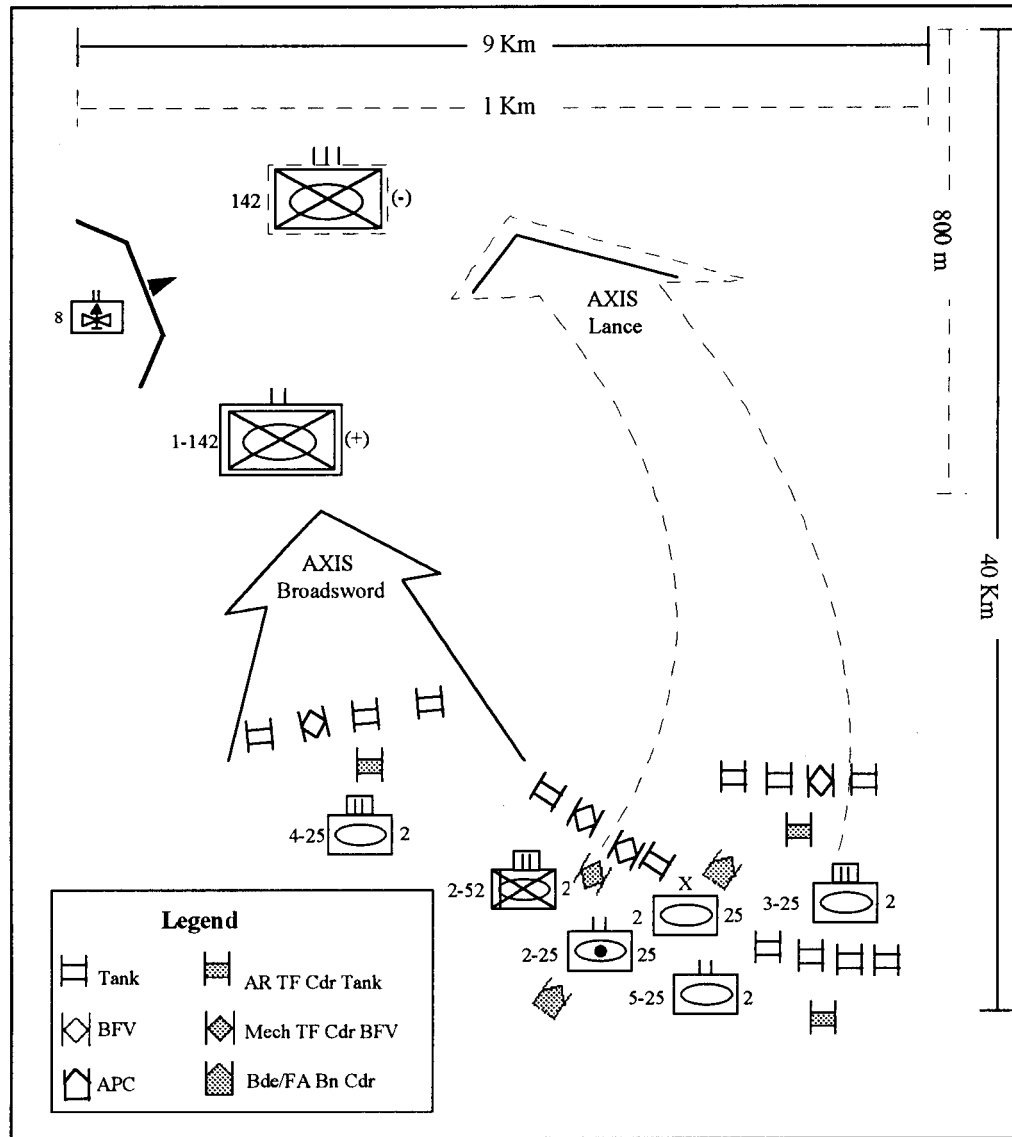 9 Km
1 Km
142
(-)
800 m
8
AXIS
Lance
1-142
(+)
40 Km
AXIS
Broadsword
4-25
2
2-52
2
X
2
25
3-25
2
2-25
25
5-25
2
Legend
Tank
AR TF Cdr Tank
BFV
Mech TF Cdr BFV
APC
Bde/FA Bn Cdr